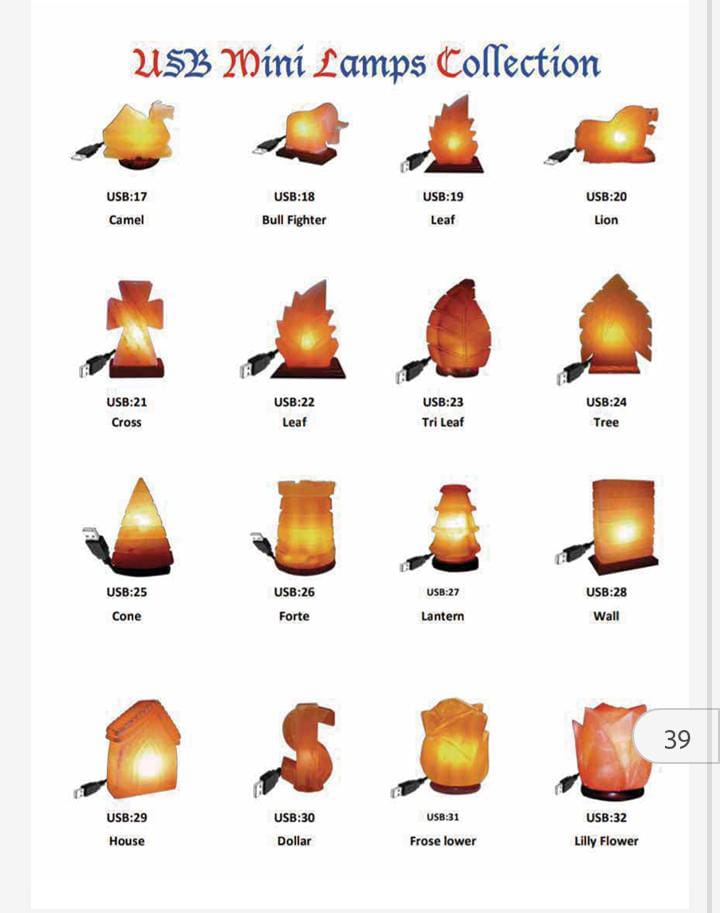 USB Mini Lamps Collection
USB:17
Camel
USB:18
Bull Fighter
USB:19
Leaf
USB:20
Lion
USB:21
Cross
USB:22
Leaf
USB:23
Tri Leaf
USB:24
Tree
USB:25
Cone
USB:26
Forte
USB:27
Lantern
USB:28
Wall
USB:29
House
USB:30
Dollar
USB:31
Frose lower
USB:32
Lilly Flower
39